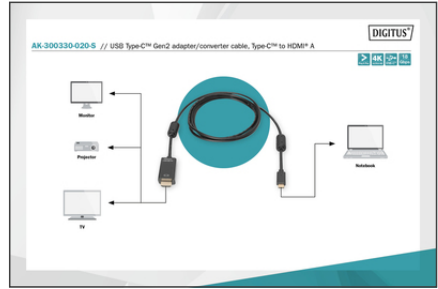 DIGITUS®
AK-300330-020-S // USB Type-C™ Gen2 adapter/converter cable, Type-C™ to HDMI® A
4K
Monitor
Projector
TV
Notebook